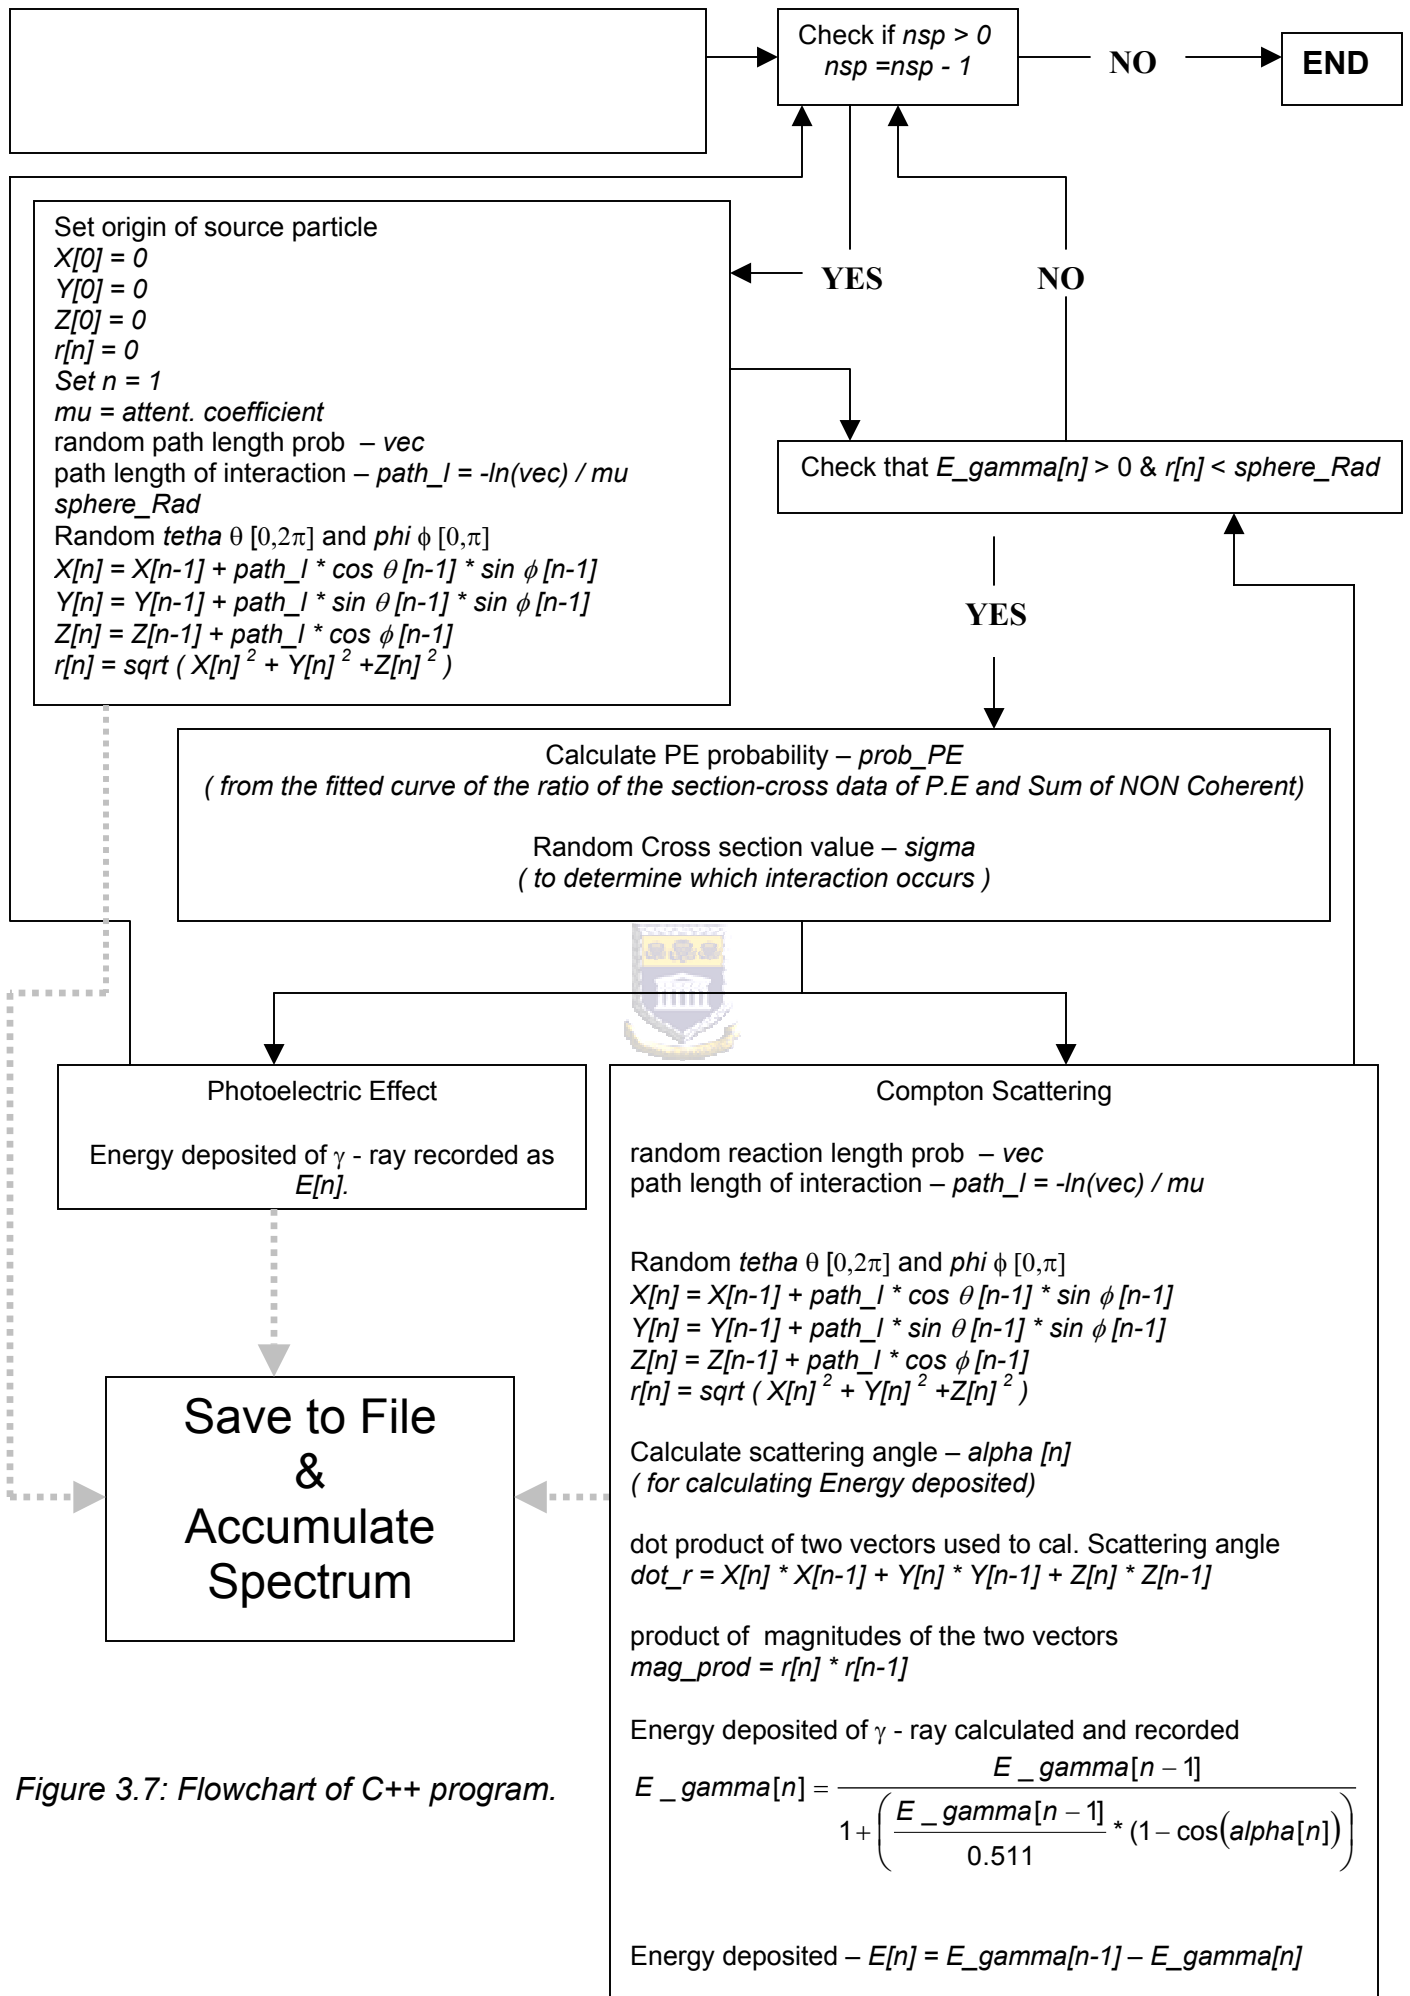 Check if nsp > 0
nsp =nsp - 1
NO
END
Set origin of source particle
X[0] = 0
Y[0] = 0
Z[0] = 0
r[n] = 0
Set n = 1
mu = attent. coefficient
random path length prob – vec
path length of interaction – path_l = -ln(vec) / mu
sphere_Rad
Random tetha θ [0,2π] and phi ϕ [0,π]
X[n] = X[n-1] + path_l * cos θ [n-1] * sin ϕ [n-1]
Y[n] = Y[n-1] + path_l * sin θ [n-1] * sin ϕ [n-1]
Z[n] = Z[n-1] + path_l * cos ϕ [n-1]
r[n] = sqrt ( X[n] ² + Y[n] ² +Z[n] ² )
YES
NO
Check that E_gamma[n] > 0 & r[n] < sphere_Rad
YES
Calculate PE probability – prob_PE
( from the fitted curve of the ratio of the section-cross data of P.E and Sum of NON Coherent)
Random Cross section value – sigma
( to determine which interaction occurs )
Photoelectric Effect
Energy deposited of γ - ray recorded as
E[n].
Save to File
&
Accumulate
Spectrum
Compton Scattering
random reaction length prob – vec
path length of interaction – path_l = -ln(vec) / mu
Random tetha θ [0,2π] and phi ϕ [0,π]
X[n] = X[n-1] + path_l * cos θ [n-1] * sin ϕ [n-1]
Y[n] = Y[n-1] + path_l * sin θ [n-1] * sin ϕ [n-1]
Z[n] = Z[n-1] + path_l * cos ϕ [n-1]
r[n] = sqrt ( X[n] ² + Y[n] ² +Z[n] ² )
Calculate scattering angle – alpha [n]
( for calculating Energy deposited)
dot product of two vectors used to cal. Scattering angle
dot_r = X[n] * X[n-1] + Y[n] * Y[n-1] + Z[n] * Z[n-1]
product of magnitudes of the two vectors
mag_prod = r[n] * r[n-1]
Energy deposited of γ - ray calculated and recorded
E _ gamma[n] = E _ gamma[n − 1] / 1 + ( E _ gamma[n − 1] / 0.511 * (1 − cos(alpha[n]) )
Energy deposited – E[n] = E_gamma[n-1] – E_gamma[n]
Figure 3.7: Flowchart of C++ program.